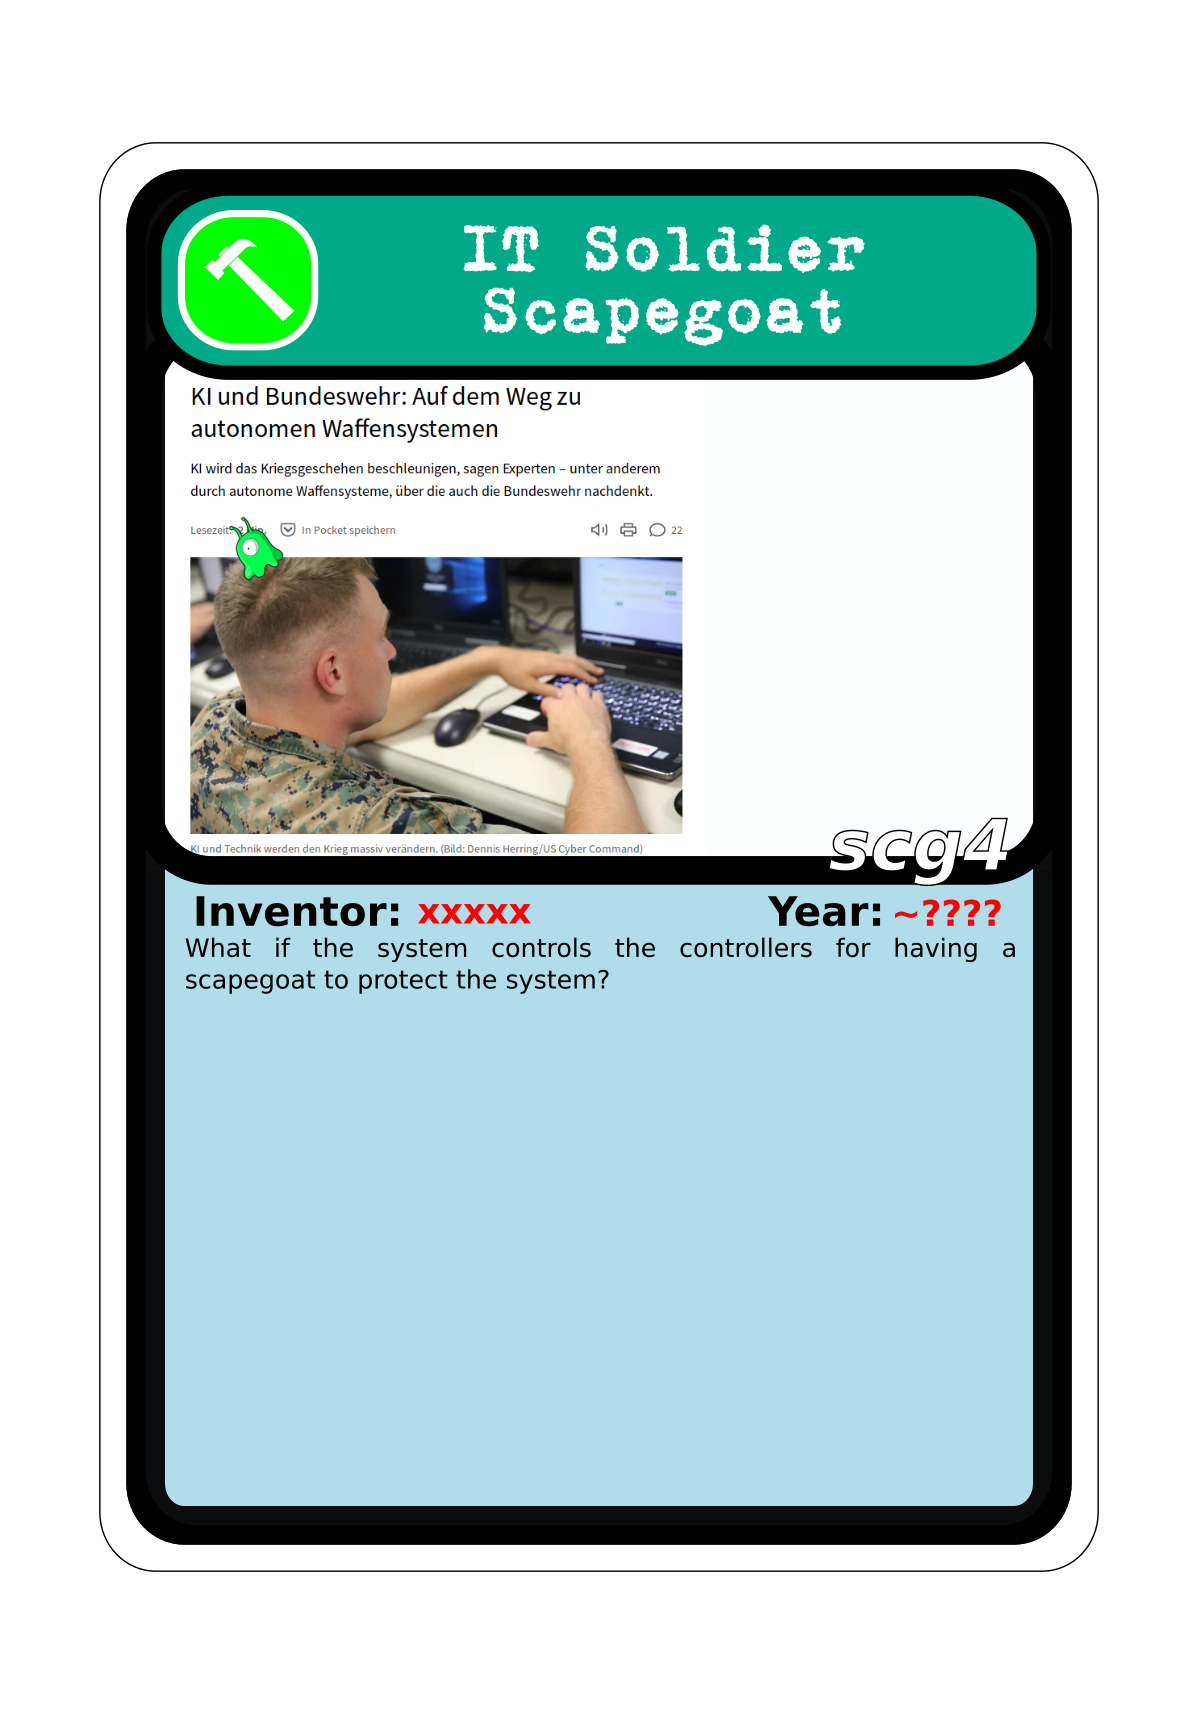 IT Soldier
Scapegoat
KI und Bundeswehr: Auf dem Weg zu
autonomen Waffensystemen
KI wird das Kriegsgeschehen beschleunigen, sagen Experten – unter anderem
durch autonome Waffensysteme, über die auch die Bundeswehr nachdenkt.
Lesezeit: In Pocket speichern 22
KI und Technik werden den Krieg massiv verändern. (Bild: Dennis Herring/US Cyber Command)
scg4
Inventor: xxxxx Year: ~????
What if the system controls the controllers for having a
scapegoat to protect the system?